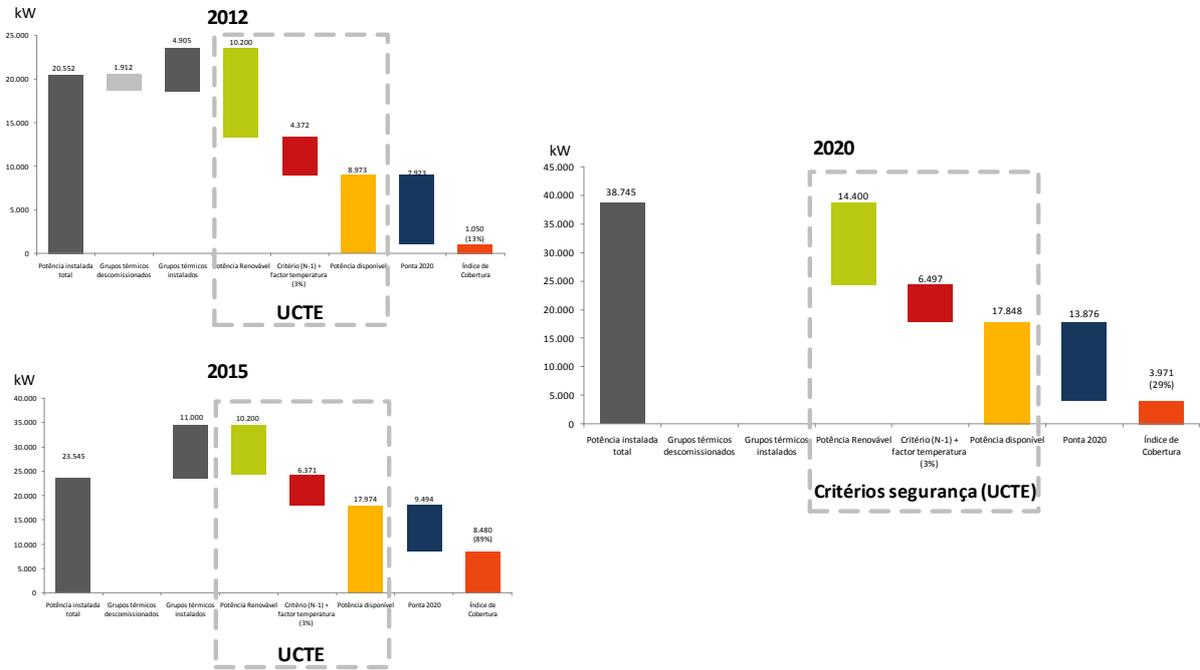 kW
2012
25.000
20.000
15.000
10.000
5.000
0
20.552
1.912
4.905
10.200
4.372
8.973
7.923
1.050
(13%)
Potência instalada
total
Grupos térmicos
descomissionados
Grupos térmicos
instalados
Potência Renovável
Critério (N-1) +
factor temperatura
(3%)
Potência disponível
Ponta 2020
Índice de
Cobertura
UCTE
kW
2015
40.000
35.000
30.000
25.000
20.000
15.000
10.000
5.000
0
23.545
11.000
10.200
6.371
17.974
9.494
8.480
(89%)
Potência instalada
total
Grupos térmicos
descomissionados
Grupos térmicos
instalados
Potência Renovável
Critério (N-1) +
factor temperatura
(3%)
Potência disponível
Ponta 2020
Índice de
Cobertura
UCTE
kW
2020
45.000
40.000
35.000
30.000
25.000
20.000
15.000
10.000
5.000
0
38.745
14.400
6.497
17.848
13.876
3.971
(29%)
Potência instalada
total
Grupos térmicos
descomissionados
Grupos térmicos
instalados
Potência Renovável
Critério (N-1) +
factor temperatura
(3%)
Potência disponível
Ponta 2020
Índice de
Cobertura
Critérios segurança (UCTE)